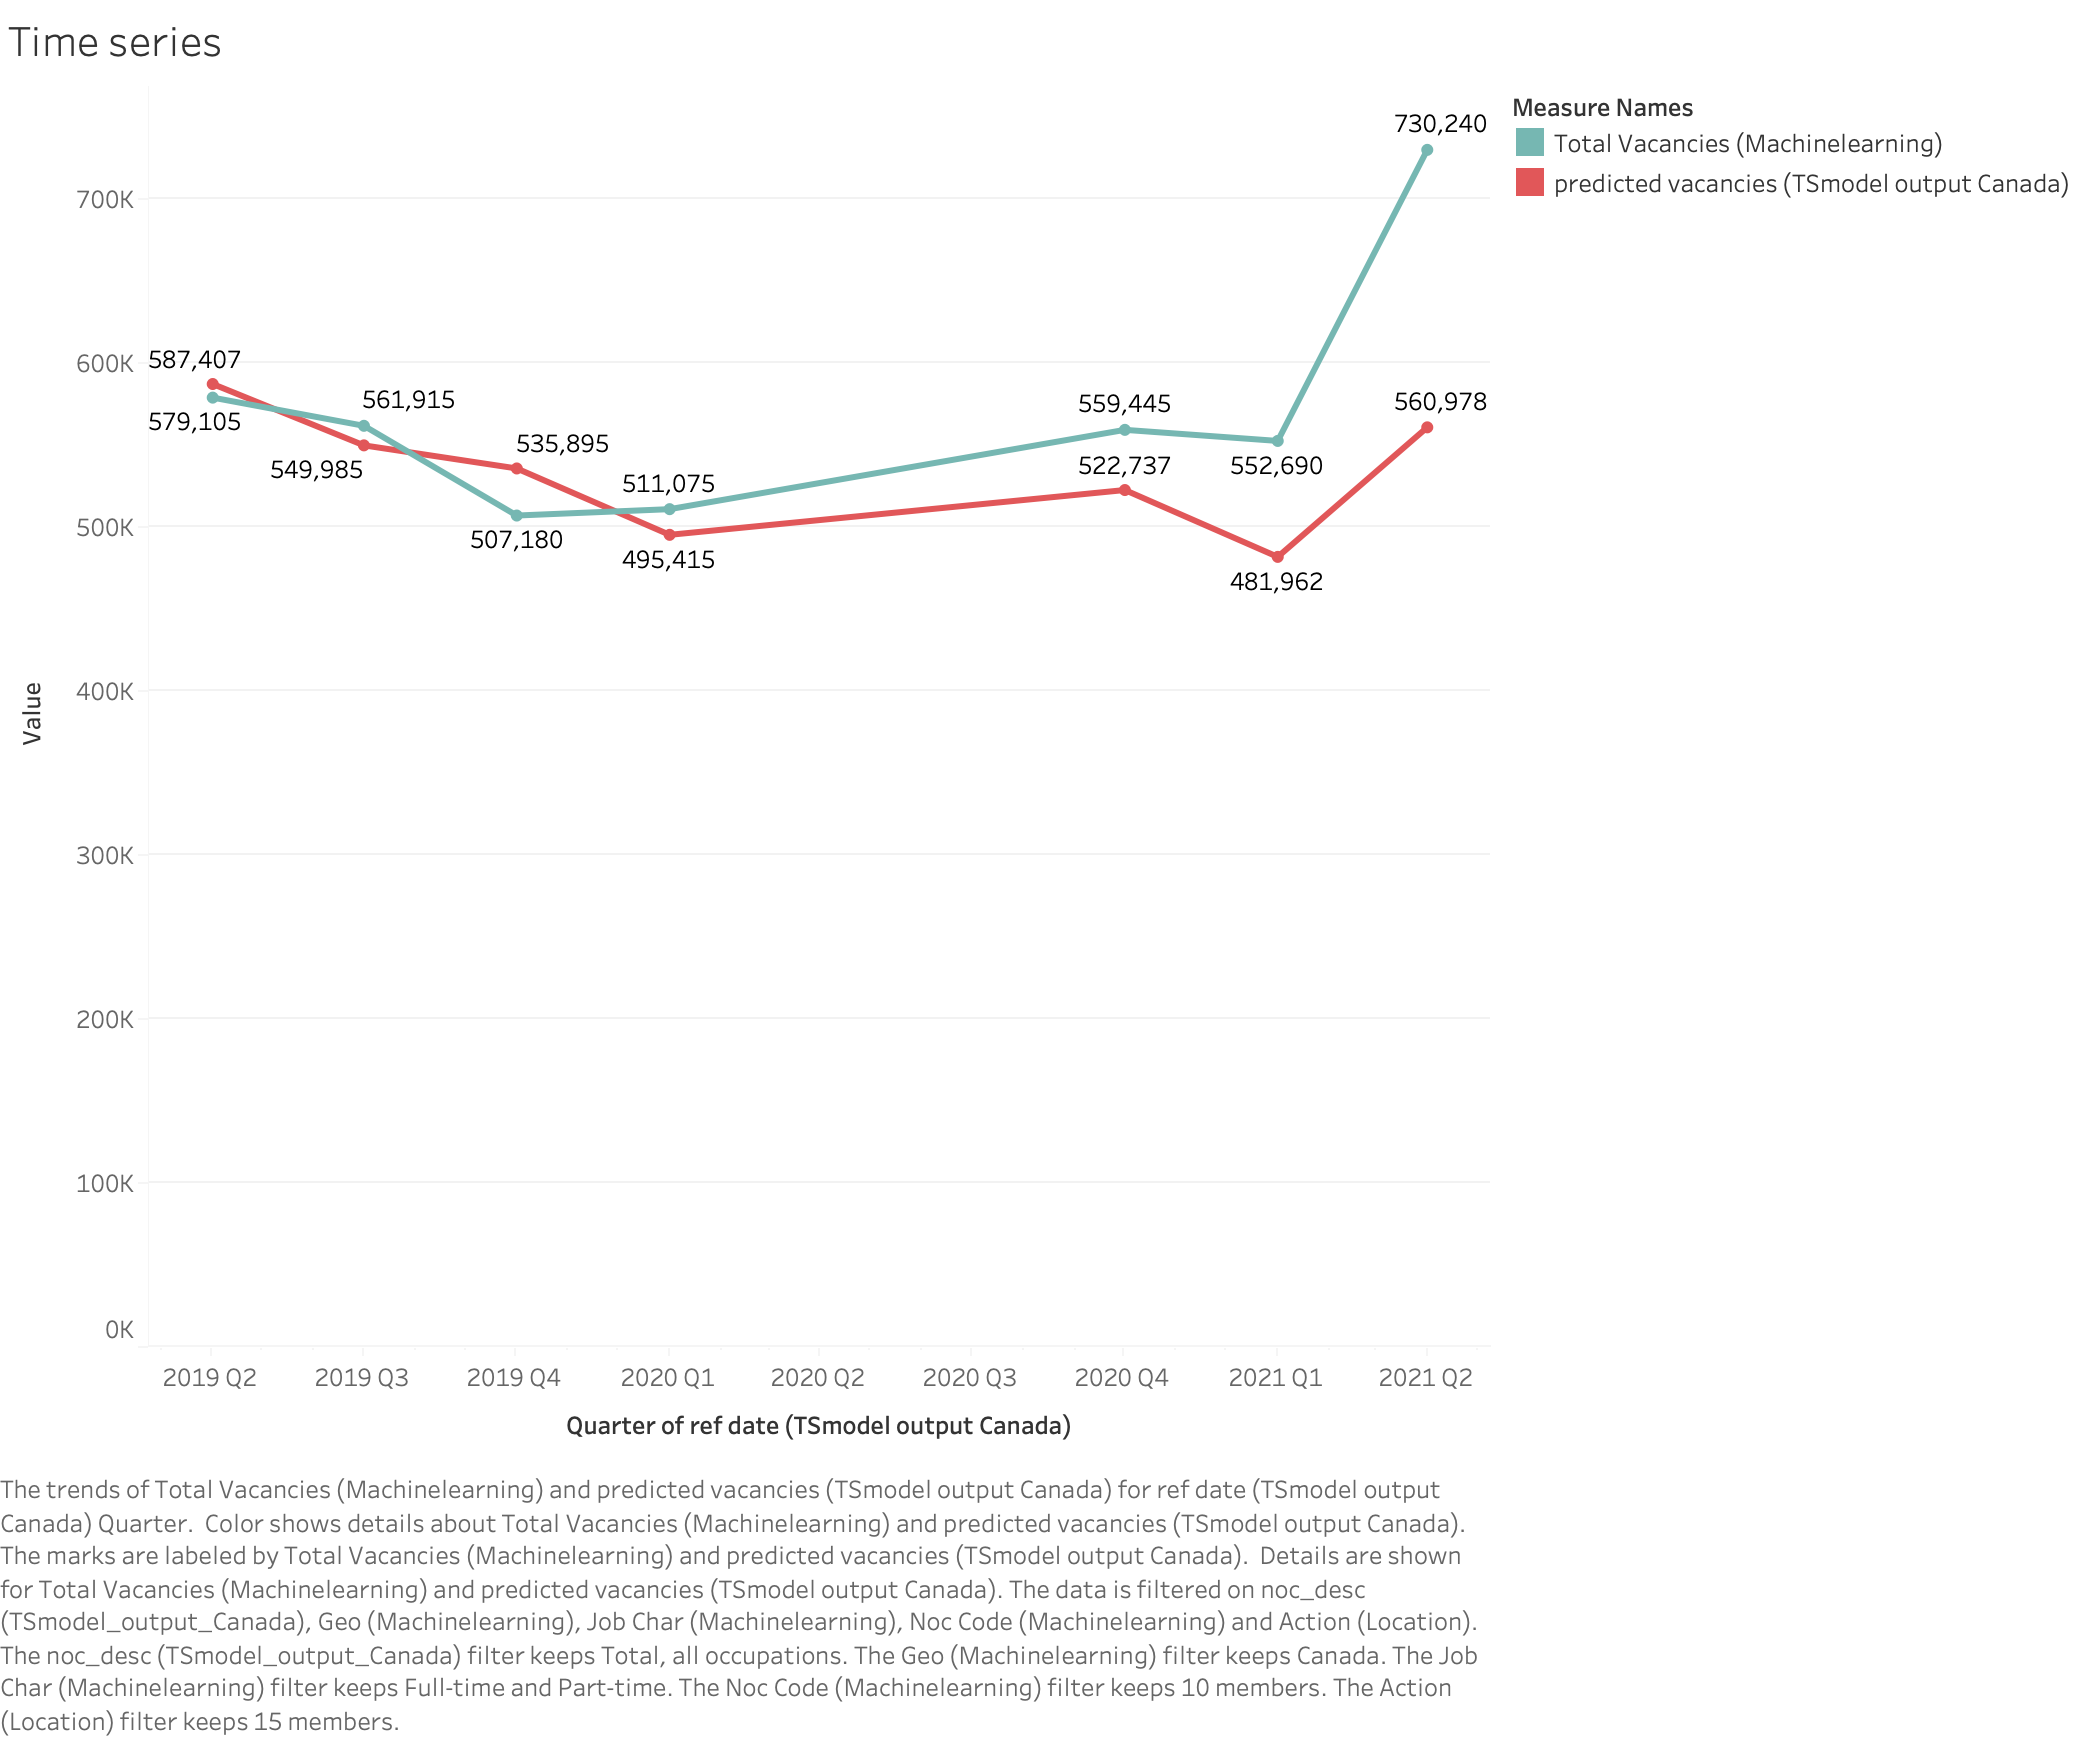 Time series
Measure Names
Total Vacancies (Machinelearning)
predicted vacancies (TSmodel output Canada)
730,240
700K
587,407
600K
561,915
559,445
560,978
579,105
535,895
549,985
511,075
522,737
552,690
500K
507,180
495,415
481,962
400K
Value
300K
200K
100K
0K
2019 Q2 2019 Q3 2019 Q4 2020 Q1 2020 Q2 2020 Q3 2020 Q4 2021 Q1 2021 Q2
Quarter of ref date (TSmodel output Canada)
The trends of Total Vacancies (Machinelearning) and predicted vacancies (TSmodel output Canada) for ref date (TSmodel output
Canada) Quarter.  Color shows details about Total Vacancies (Machinelearning) and predicted vacancies (TSmodel output Canada).
The marks are labeled by Total Vacancies (Machinelearning) and predicted vacancies (TSmodel output Canada).  Details are shown
for Total Vacancies (Machinelearning) and predicted vacancies (TSmodel output Canada). The data is filtered on noc_desc
(TSmodel_output_Canada), Geo (Machinelearning), Job Char (Machinelearning), Noc Code (Machinelearning) and Action (Location).
The noc_desc (TSmodel_output_Canada) filter keeps Total, all occupations. The Geo (Machinelearning) filter keeps Canada. The Job
Char (Machinelearning) filter keeps Full-time and Part-time. The Noc Code (Machinelearning) filter keeps 10 members. The Action
(Location) filter keeps 15 members.